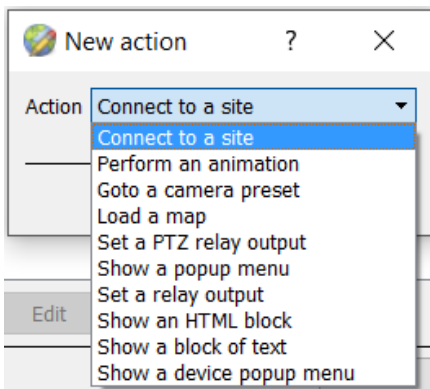 New action ? ×
Action Connect to a site
Connect to a site
Perform an animation
Goto a camera preset
Load a map
Set a PTZ relay output
Show a popup menu
Set a relay output
Edit
Show an HTML block
Show a block of text
Show a device popup menu